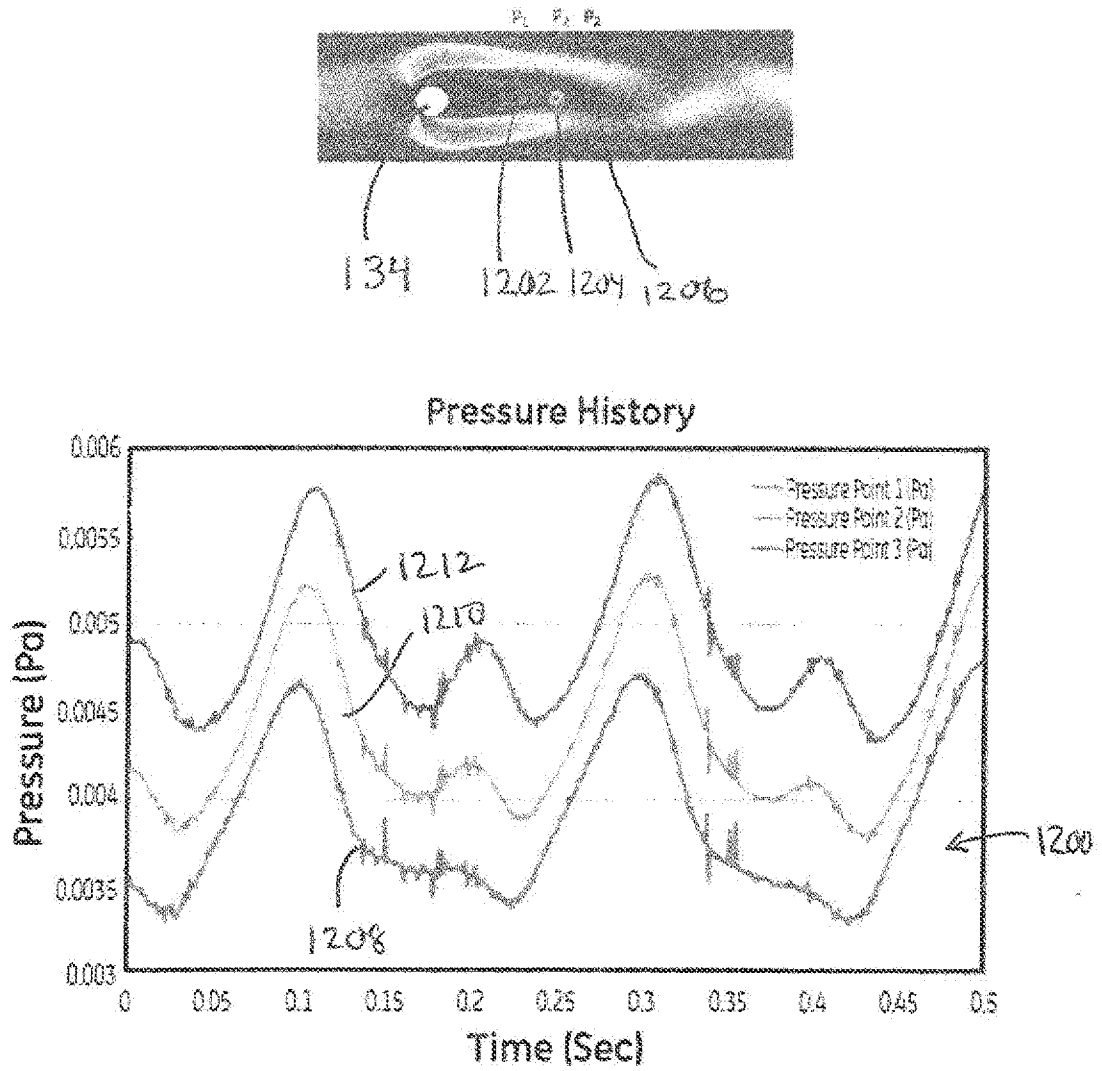 P₁ P₂ P₂
134
1202
1204
1206
Pressure History
0.006
0.0055
0.005
0.0045
0.004
0.0035
0.003
Pressure (Pa)
Pressure Point 1 (Pa)
Pressure Point 2 (Pa)
Pressure Point 3 (Pa)
1212
1210
1208
1200
0 0.05 0.1 0.15 0.2 0.25 0.3 0.35 0.4 0.45 0.5
Time (Sec)